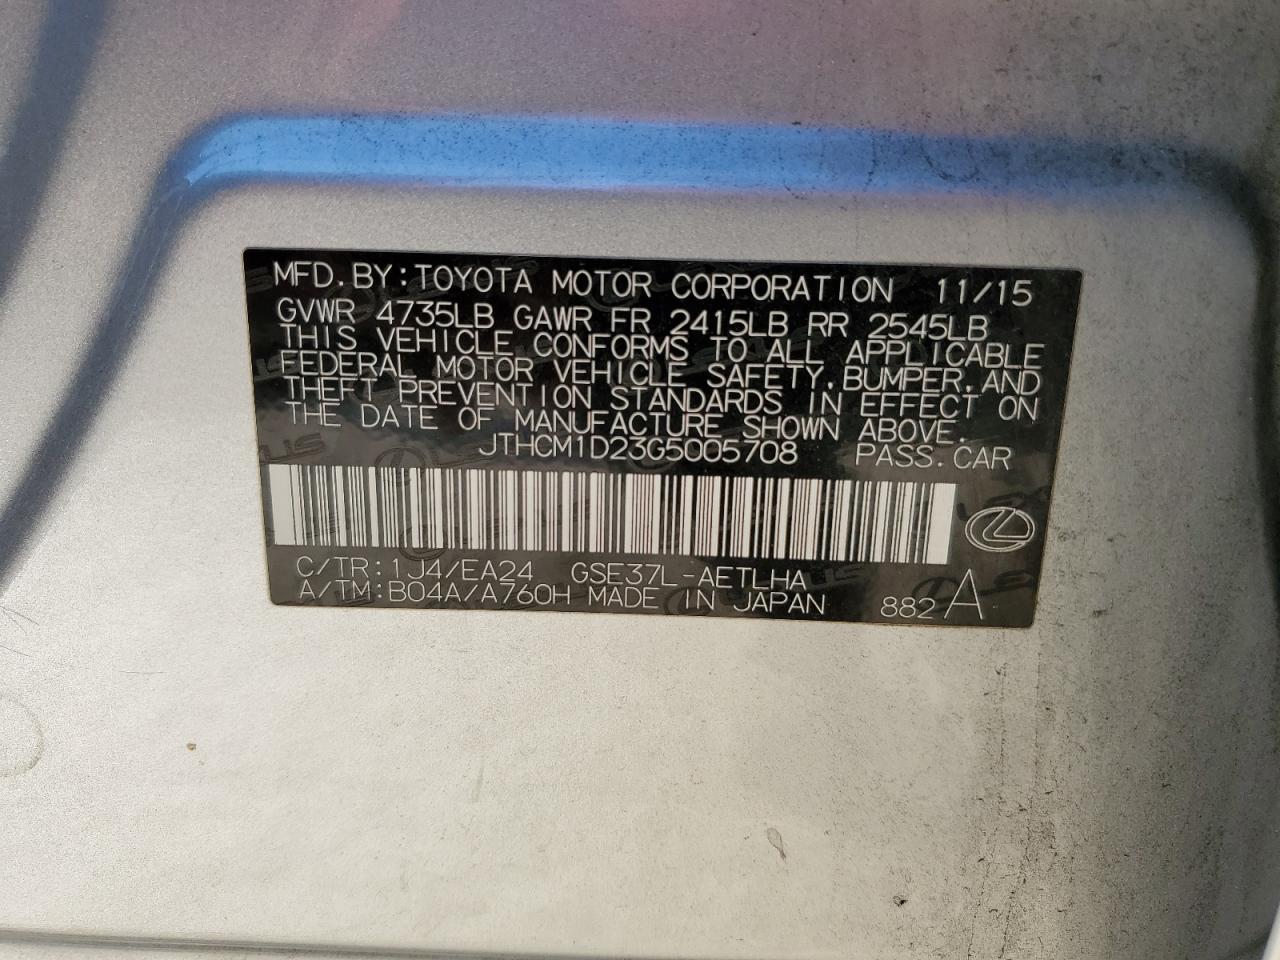 MFD.BY:TOYOTA MOTOR CORPORATION 11/15
GVWR 4735LB GAWR FR 2415LB RR 2545LB
THIS VEHICLE CONFORMS TO ALL APPLICABLE
FEDERAL MOTOR VEHICLE SAFETY,BUMPER,AND
THEFT PREVENTION STANDARDS IN EFFECT ON
THE DATE OF MANUFACTURE SHOWN ABOVE.
JTHCM1D23G5005708 PASS.CAR
C/TR:1J4/EA24 GSE37L-AETLHA
A/TM:B04A/A760H MADE IN JAPAN 882 A